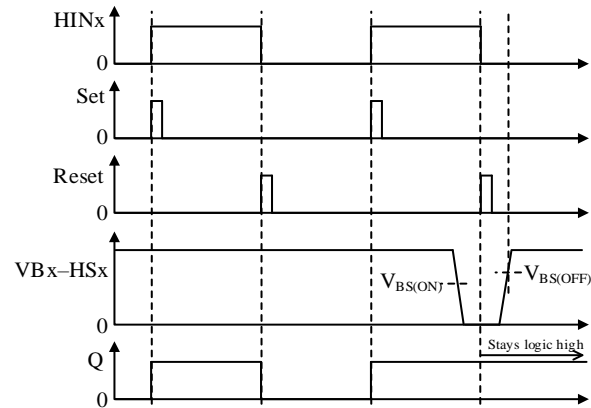 HINx
0
Set
0
Reset
0
VBx–HSx
VBS(ON)
VBS(OFF)
0
Stays logic high
Q
0